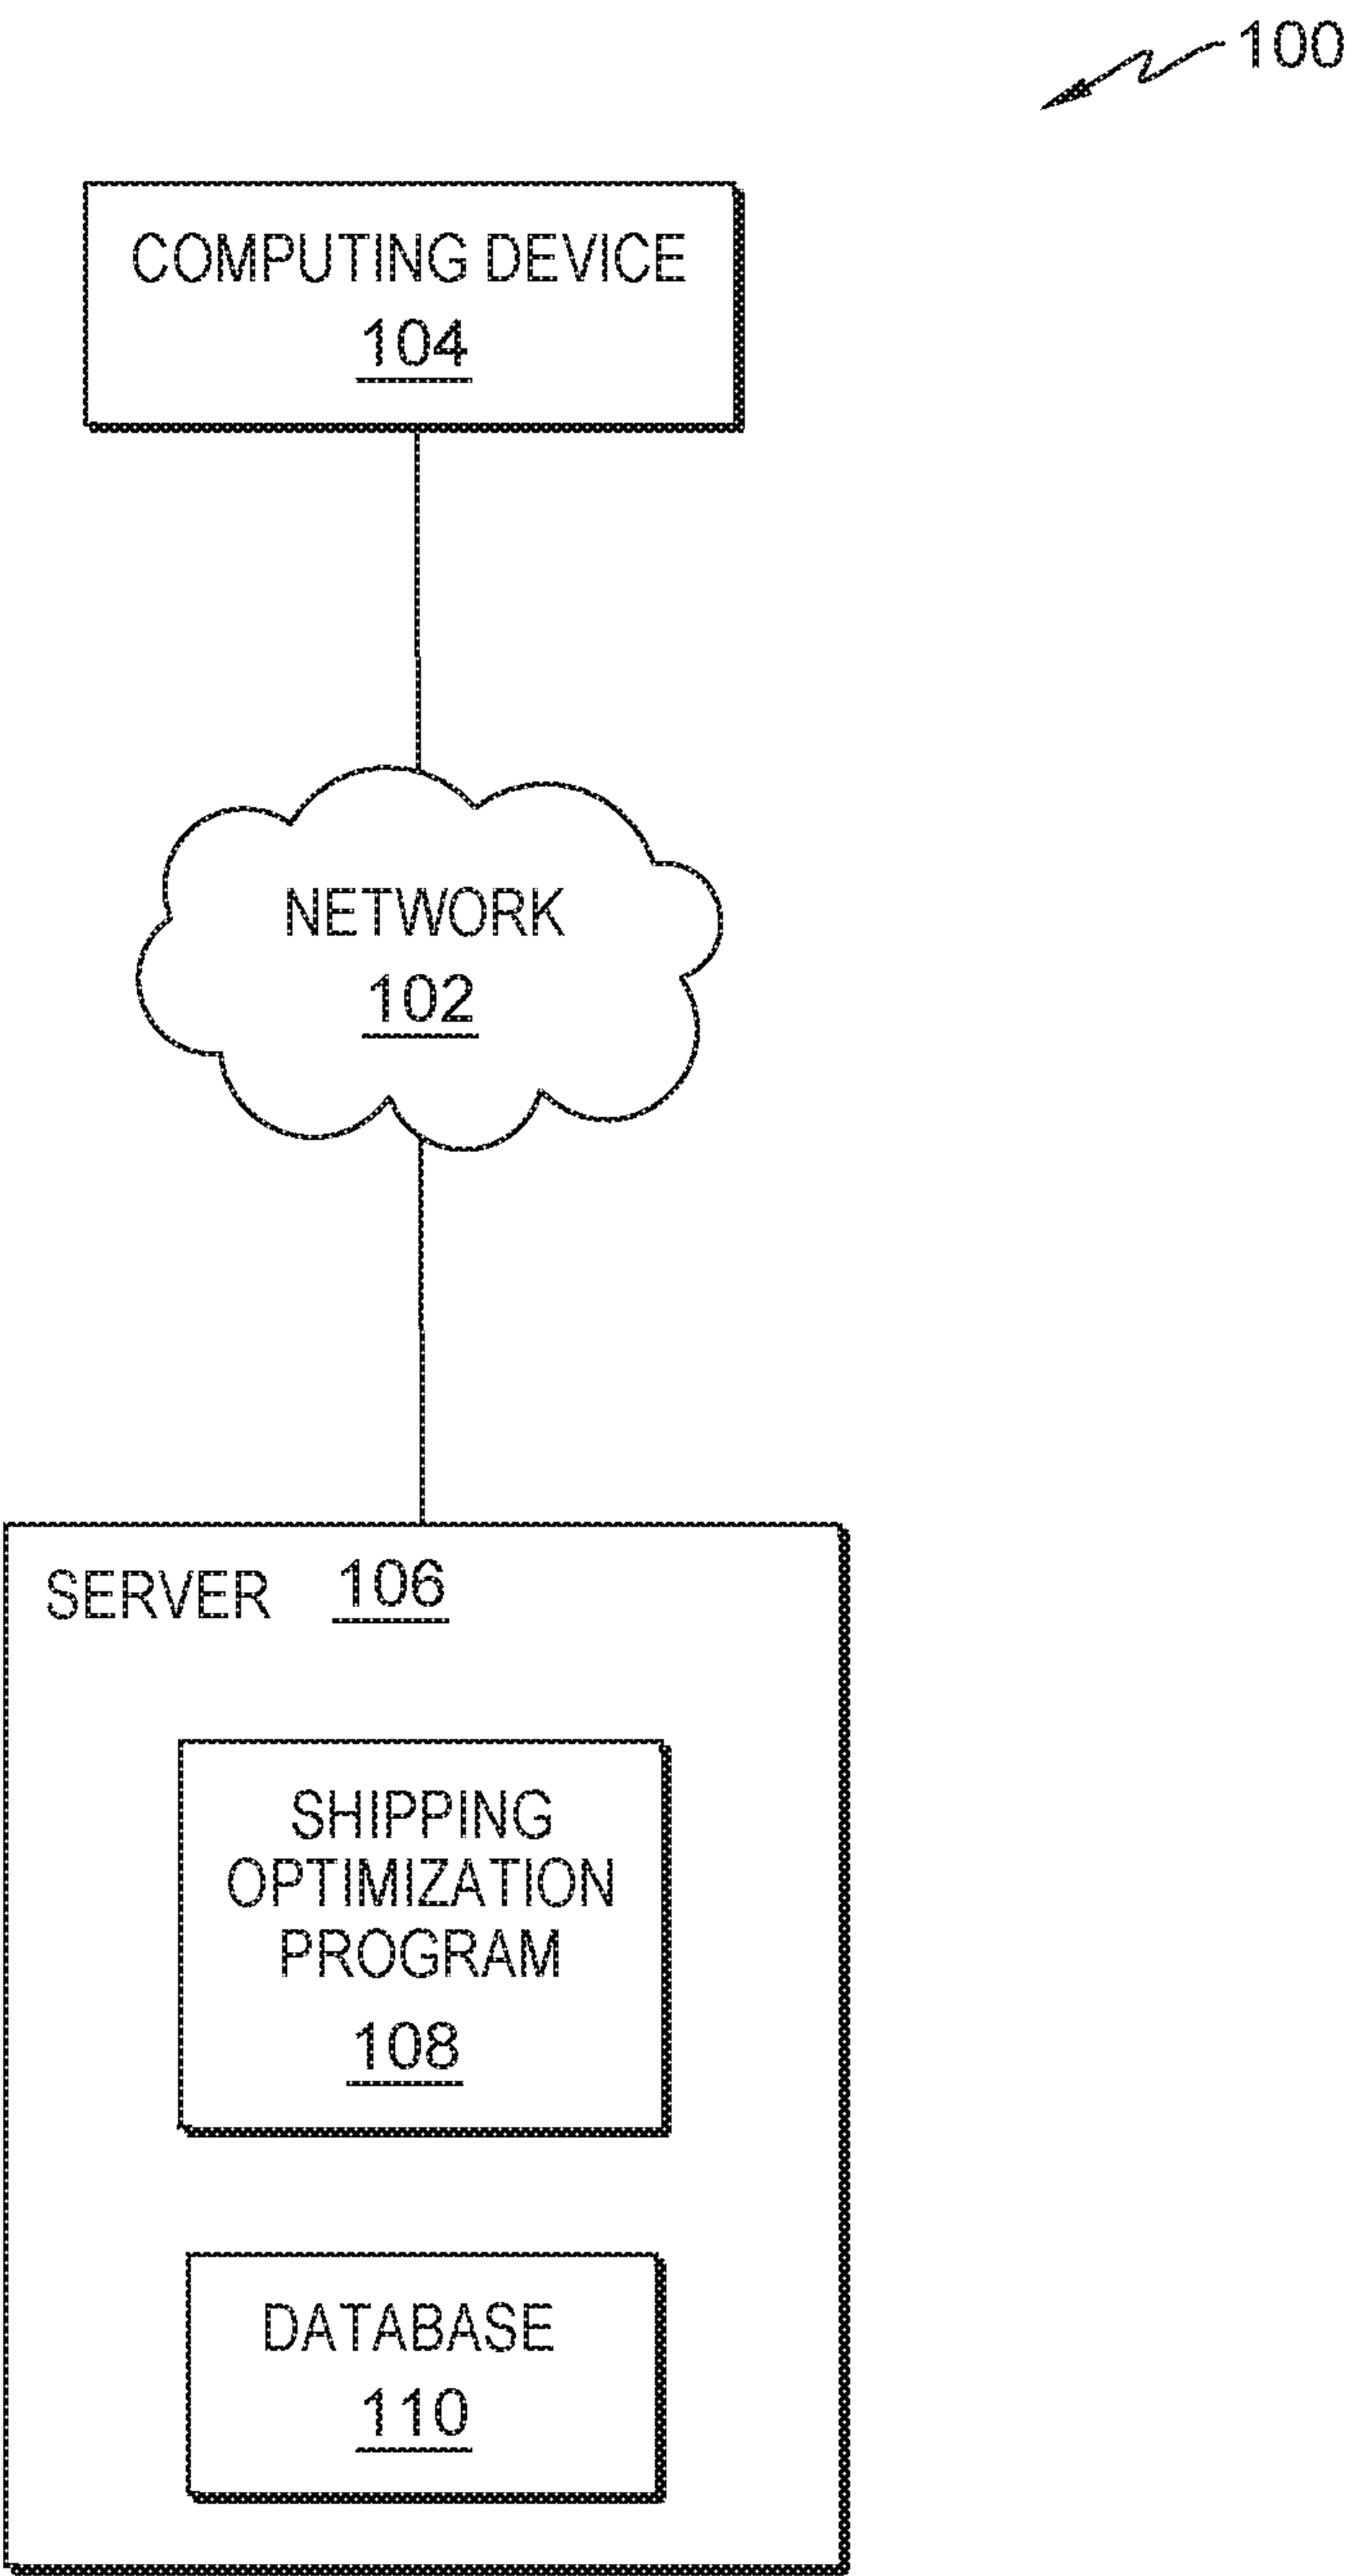 100
COMPUTING DEVICE
104
NETWORK
102
SERVER 106
SHIPPING
OPTIMIZATION
PROGRAM
108
DATABASE
110